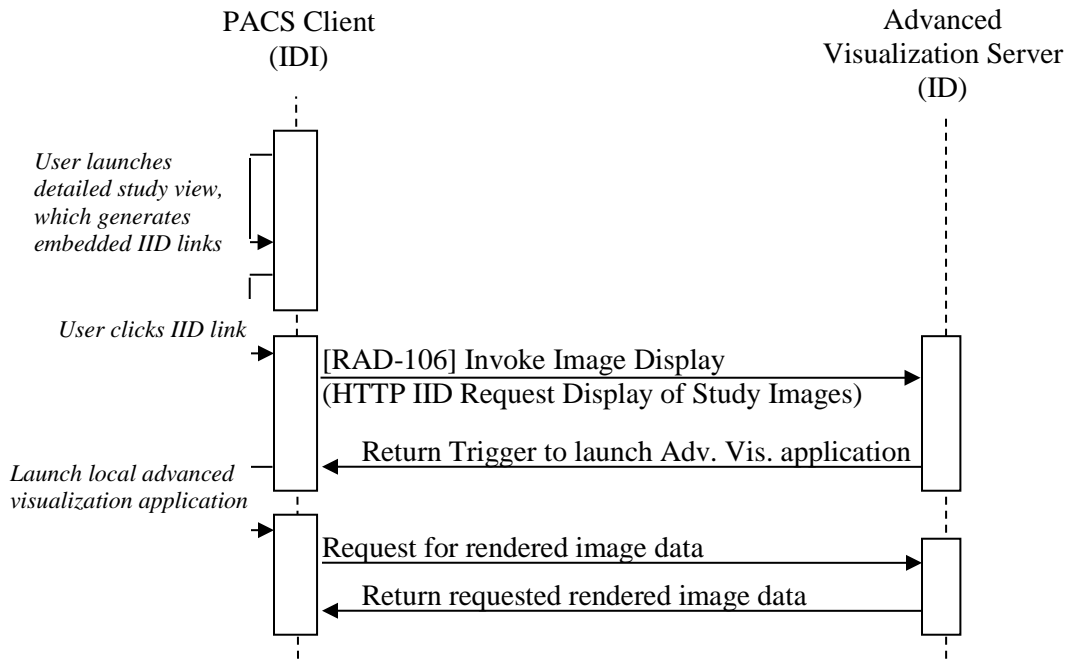 PACS Client
(IDI)
Advanced
Visualization Server
(ID)
User launches
detailed study view,
which generates
embedded IID links
User clicks IID link
[RAD-106] Invoke Image Display
(HTTP IID Request Display of Study Images)
Return Trigger to launch Adv. Vis. application
Launch local advanced
visualization application
Request for rendered image data
Return requested rendered image data